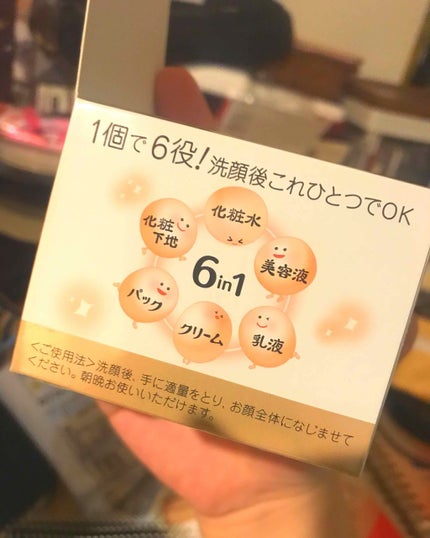 1個で6役!洗顔後これひとつでOK
化粧水
美容液
乳液
クリーム
パック
化粧
下地
6in1
<ご使用法>洗顔後、手に適量をとり、お顔全体になじませて
ください。朝晩お使いいただけます。